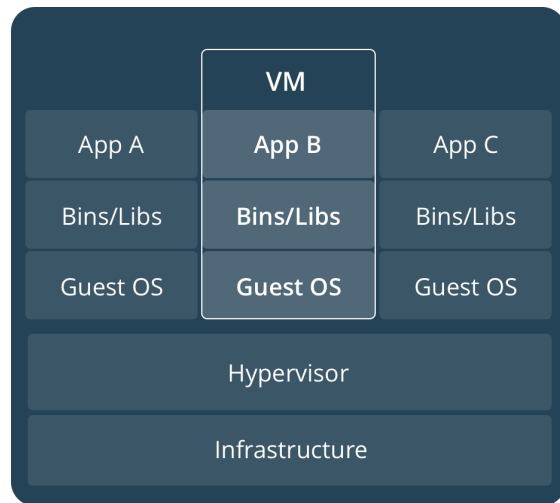 VM
App A App B App C
Bins/Libs Bins/Libs Bins/Libs
Guest OS Guest OS Guest OS
Hypervisor
Infrastructure